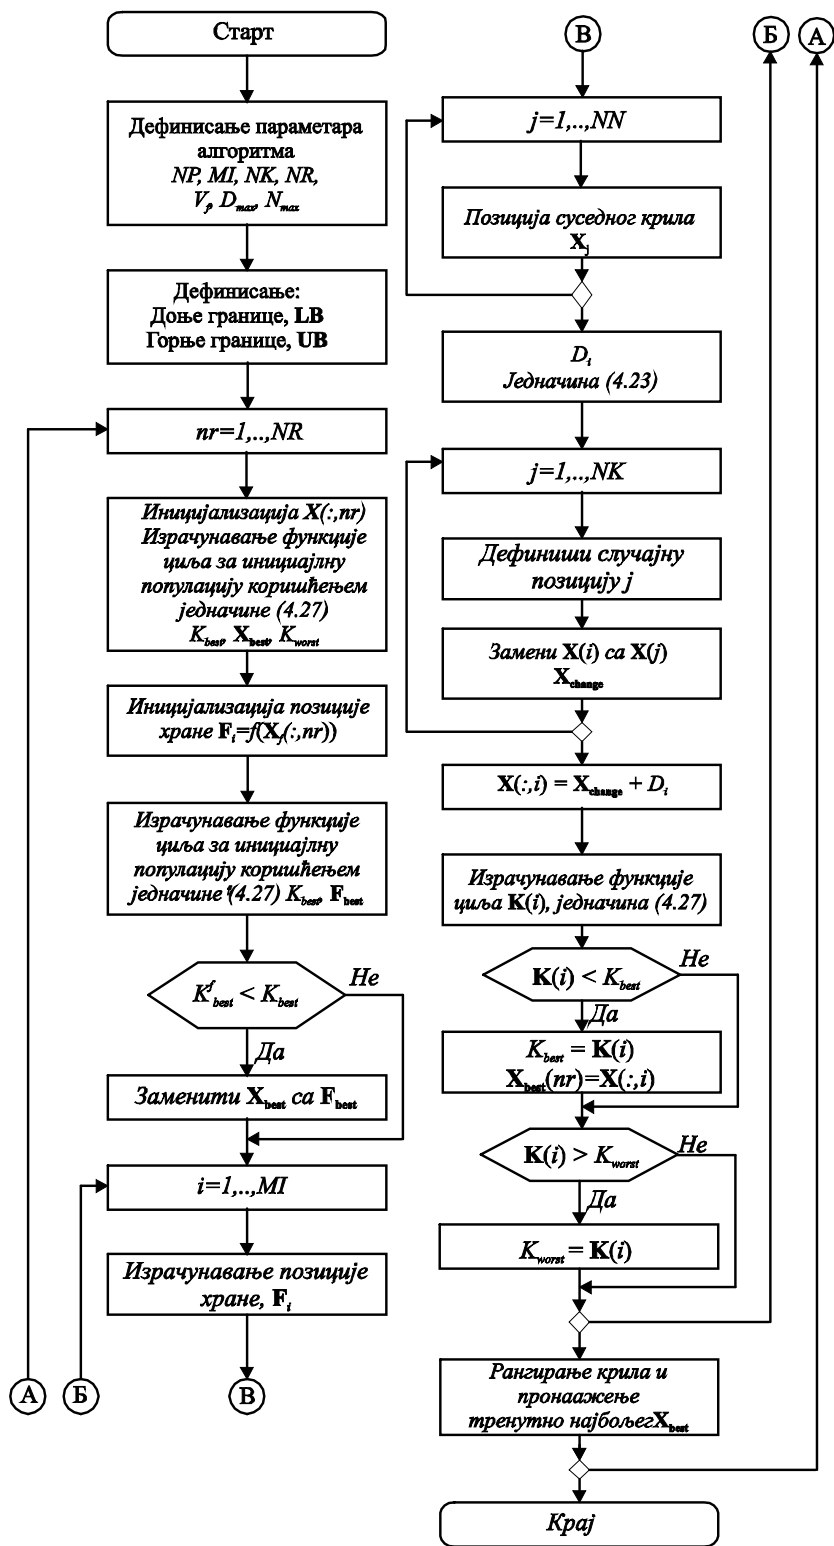 Старт
Дефинисање параметара
алгоритма
NP, MI, NK, NR,
V_f, D_max, N_max
Дефинисање:
Доње границе, LB
Горње границе, UB
nr=1,..,NR
Иницијализација X(:,nr)
Израчунавање функције
циља за инициајлну
популацију коришћењем
једначине (4.27)
K_best, X_best, K_worst
Иницијализација позиције
хране F_i=f(X_f(:,nr))
Израчунавање функције
циља за инициајлну
популацију коришћењем
једначине (4.27) K_best, F_best
K^f_best < K_best
Не
Да
Заменити X_best са F_best
i=1,..,MI
Израчунавање позиције
хране, F_i
А
Б
В
В
j=1,..,NN
Позиција суседног крила
X_j
D_i
Једначина (4.23)
j=1,..,NK
Дефиниши случајну
позицију j
Замени X(i) са X(j)
X_change
X(:,i) = X_change + D_i
Израчунавање функције
циља K(i), једначина (4.27)
K(i) < K_best
Не
Да
K_best = K(i)
X_best(nr)=X(:,i)
K(i) > K_worst
Не
Да
K_worst = K(i)
Рангирање крила и
пронаажење
тренутно најбољегX_best
Крај
Б
А